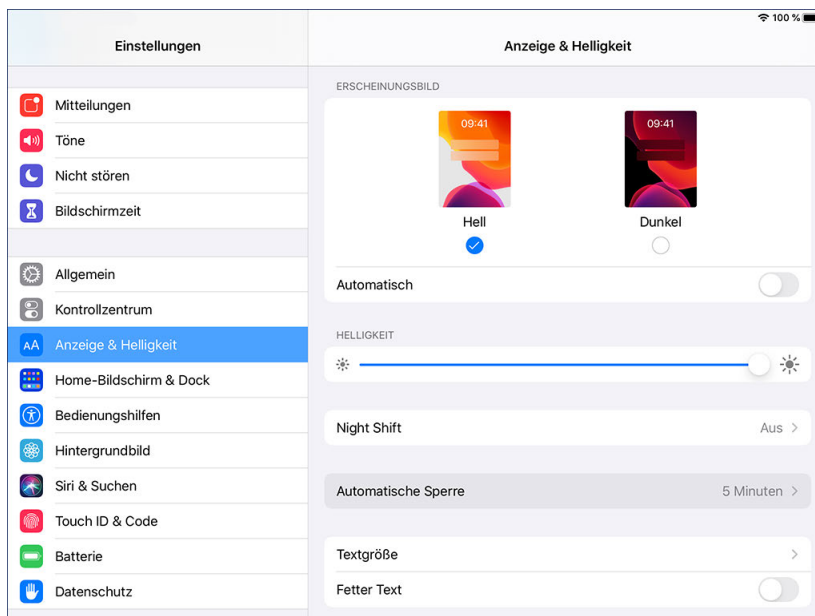 100 %
Einstellungen
Mitteilungen
Töne
Nicht stören
Bildschirmzeit
Allgemein
Kontrollzentrum
AA Anzeige & Helligkeit
Home-Bildschirm & Dock
Bedienungshilfen
Hintergrundbild
Siri & Suchen
Touch ID & Code
Batterie
Datenschutz
Anzeige & Helligkeit
ERSCHEINUNGSBILD
09:41 09:41
Hell Dunkel
Automatisch
HELLIGKEIT
Night Shift Aus
Automatische Sperre 5 Minuten
Textgröße
Fetter Text